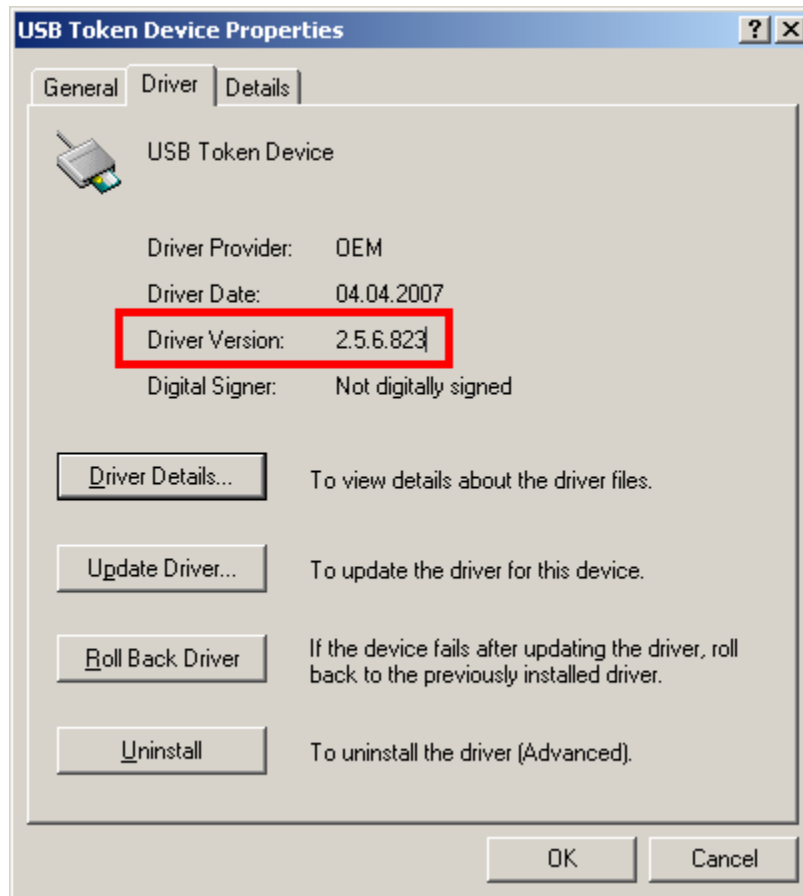 USB Token Device Properties
General Driver Details
USB Token Device
Driver Provider: OEM
Driver Date: 04.04.2007
Driver Version: 2.5.6.823
Digital Signer: Not digitally signed
Driver Details... To view details about the driver files.
Update Driver... To update the driver for this device.
Roll Back Driver If the device fails after updating the driver, roll
back to the previously installed driver.
Uninstall To uninstall the driver (Advanced).
OK Cancel